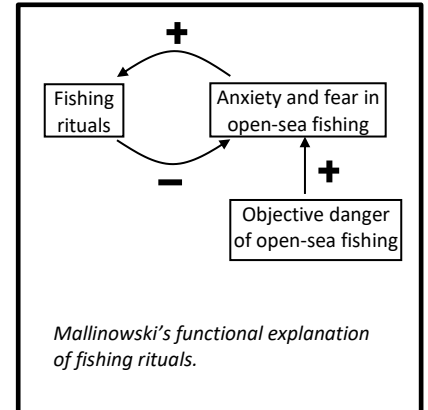 +
Fishing
rituals
Anxiety and fear in
open-sea fishing
−
+
Objective danger
of open-sea fishing
Mallinowski’s functional explanation
of fishing rituals.